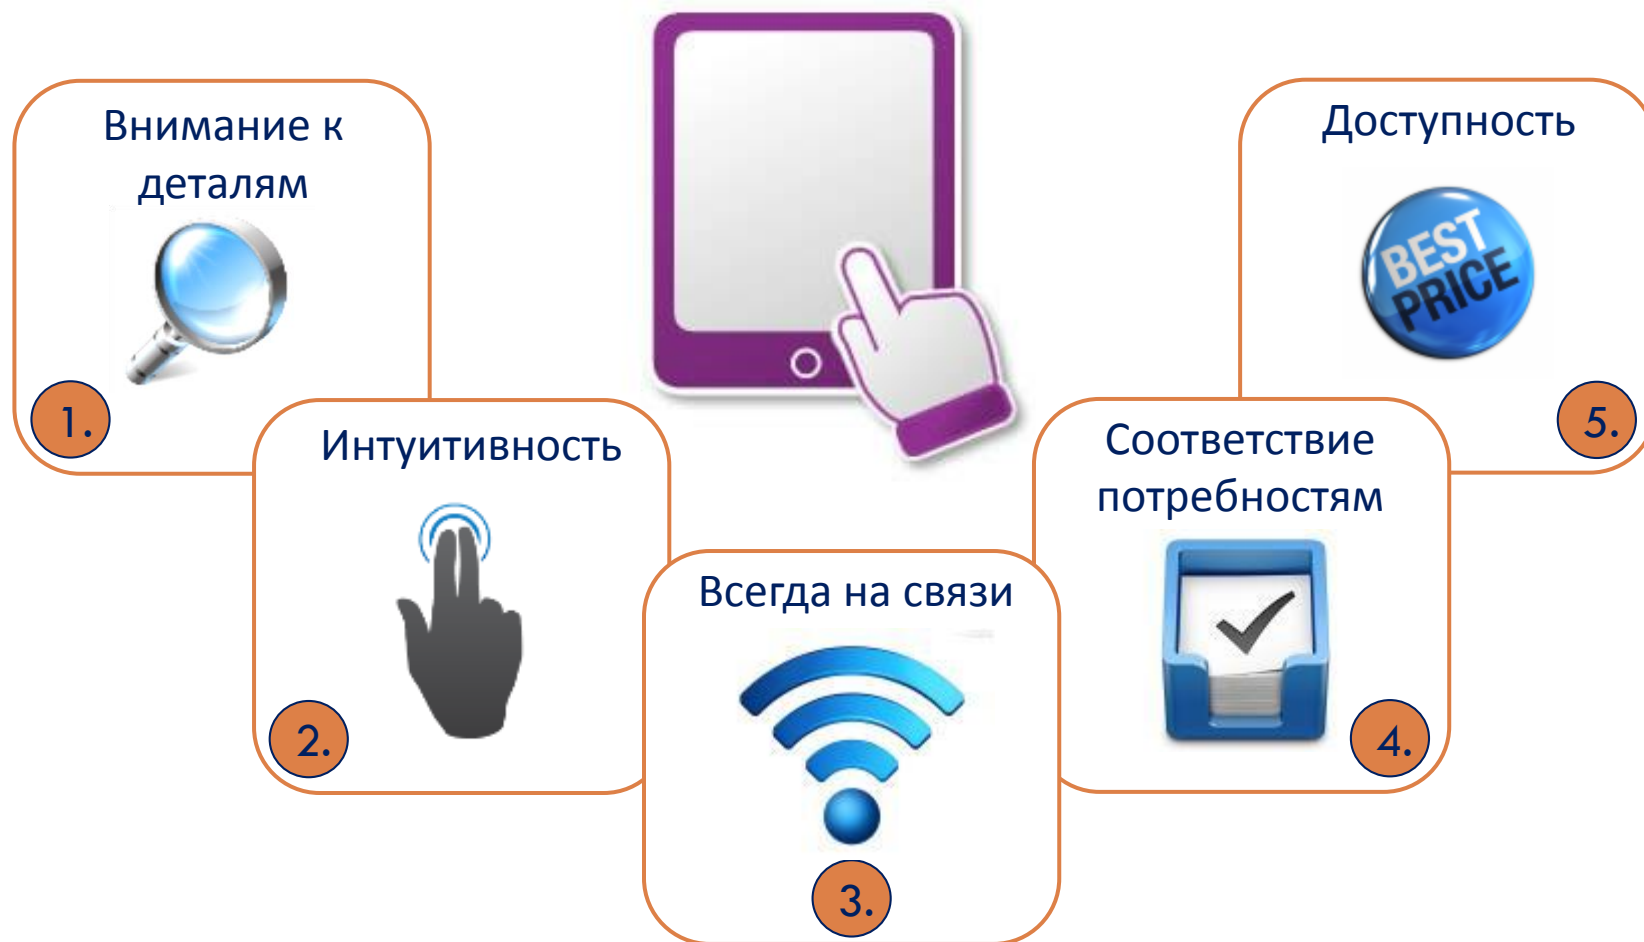 Внимание к
деталям
1.
Интуитивность
2.
Всегда на связи
3.
Соответствие
потребностям
4.
Доступность
BEST
PRICE
5.